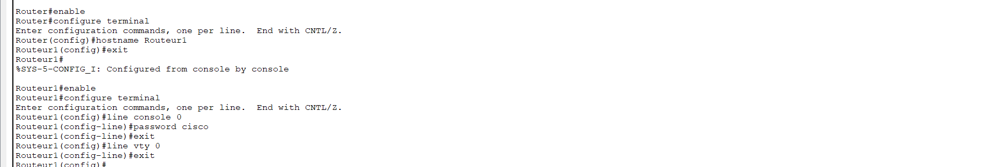 Router#enable
Router#configure terminal
Enter configuration commands, one per line.  End with CNTL/Z.
Router(config)#hostname Routeur1
Routeur1(config)#exit
Routeur1#
%SYS-5-CONFIG_I: Configured from console by console
Routeur1#enable
Routeur1#configure terminal
Enter configuration commands, one per line.  End with CNTL/Z.
Routeur1(config)#line console 0
Routeur1(config-line)#password cisco
Routeur1(config-line)#exit
Routeur1(config)#line vty 0
Routeur1(config-line)#exit
Routeur1(config)#